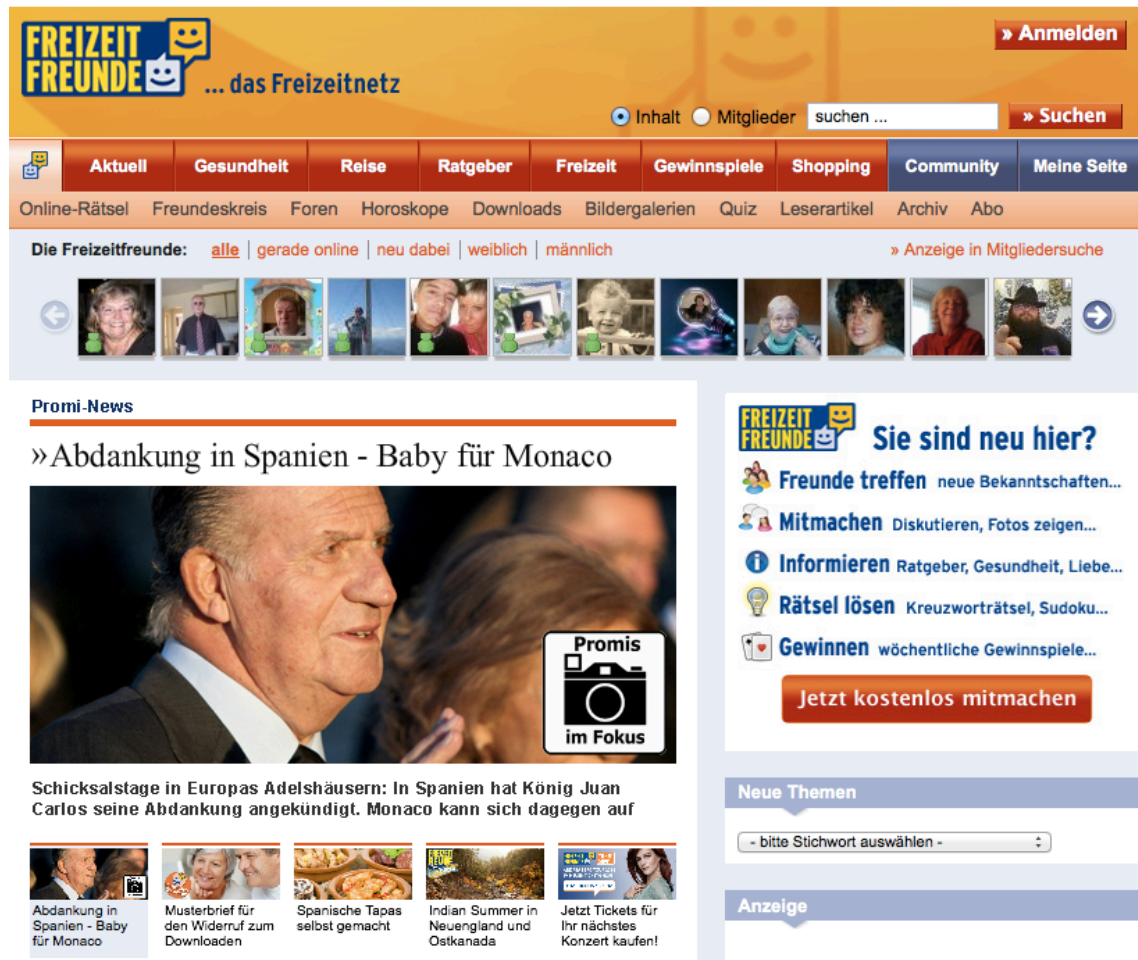 FREIZEIT
FREUNDE
... das Freizeitnetz
» Anmelden
Inhalt Mitglieder suchen ... » Suchen
Aktuell Gesundheit Reise Ratgeber Freizeit Gewinnspiele Shopping Community Meine Seite
Online-Rätsel Freundeskreis Foren Horoskope Downloads Bildergalerien Quiz Leserartikel Archiv Abo
Die Freizeitfreunde: alle | gerade online | neu dabei | weiblich | männlich » Anzeige in Mitgliedersuche
Promi-News
»Abdankung in Spanien - Baby für Monaco
Promis
im Fokus
Schicksalstage in Europas Adelshäusern: In Spanien hat König Juan
Carlos seine Abdankung angekündigt. Monaco kann sich dagegen auf
Abdankung in
Spanien - Baby
für Monaco
Musterbrief für
den Widerruf zum
Downloaden
Spanische Tapas
selbst gemacht
Indian Summer in
Neuengland und
Ostkanada
Jetzt Tickets für
Ihr nächstes
Konzert kaufen!
FREIZEIT
FREUNDE
Sie sind neu hier?
Freunde treffen neue Bekanntschaften...
Mitmachen Diskutieren, Fotos zeigen...
Informieren Ratgeber, Gesundheit, Liebe...
Rätsel lösen Kreuzworträtsel, Sudoku...
Gewinnen wöchentliche Gewinnspiele...
Jetzt kostenlos mitmachen
Neue Themen
- bitte Stichwort auswählen -
Anzeige